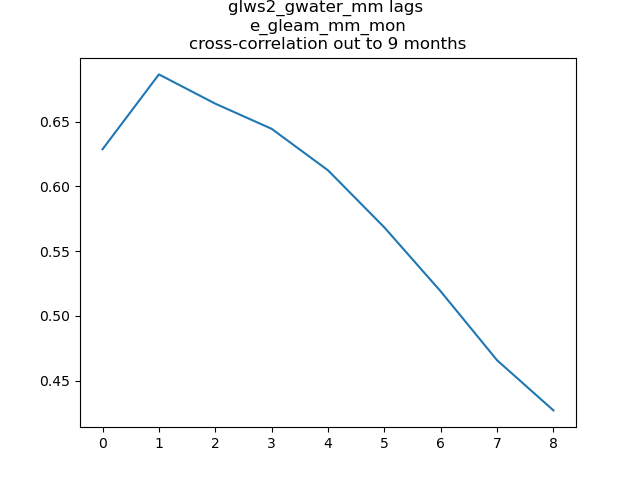 glws2_gwater_mm lags
e_gleam_mm_mon
cross-correlation out to 9 months
0.65
0.60
0.55
0.50
0.45
0 1 2 3 4 5 6 7 8